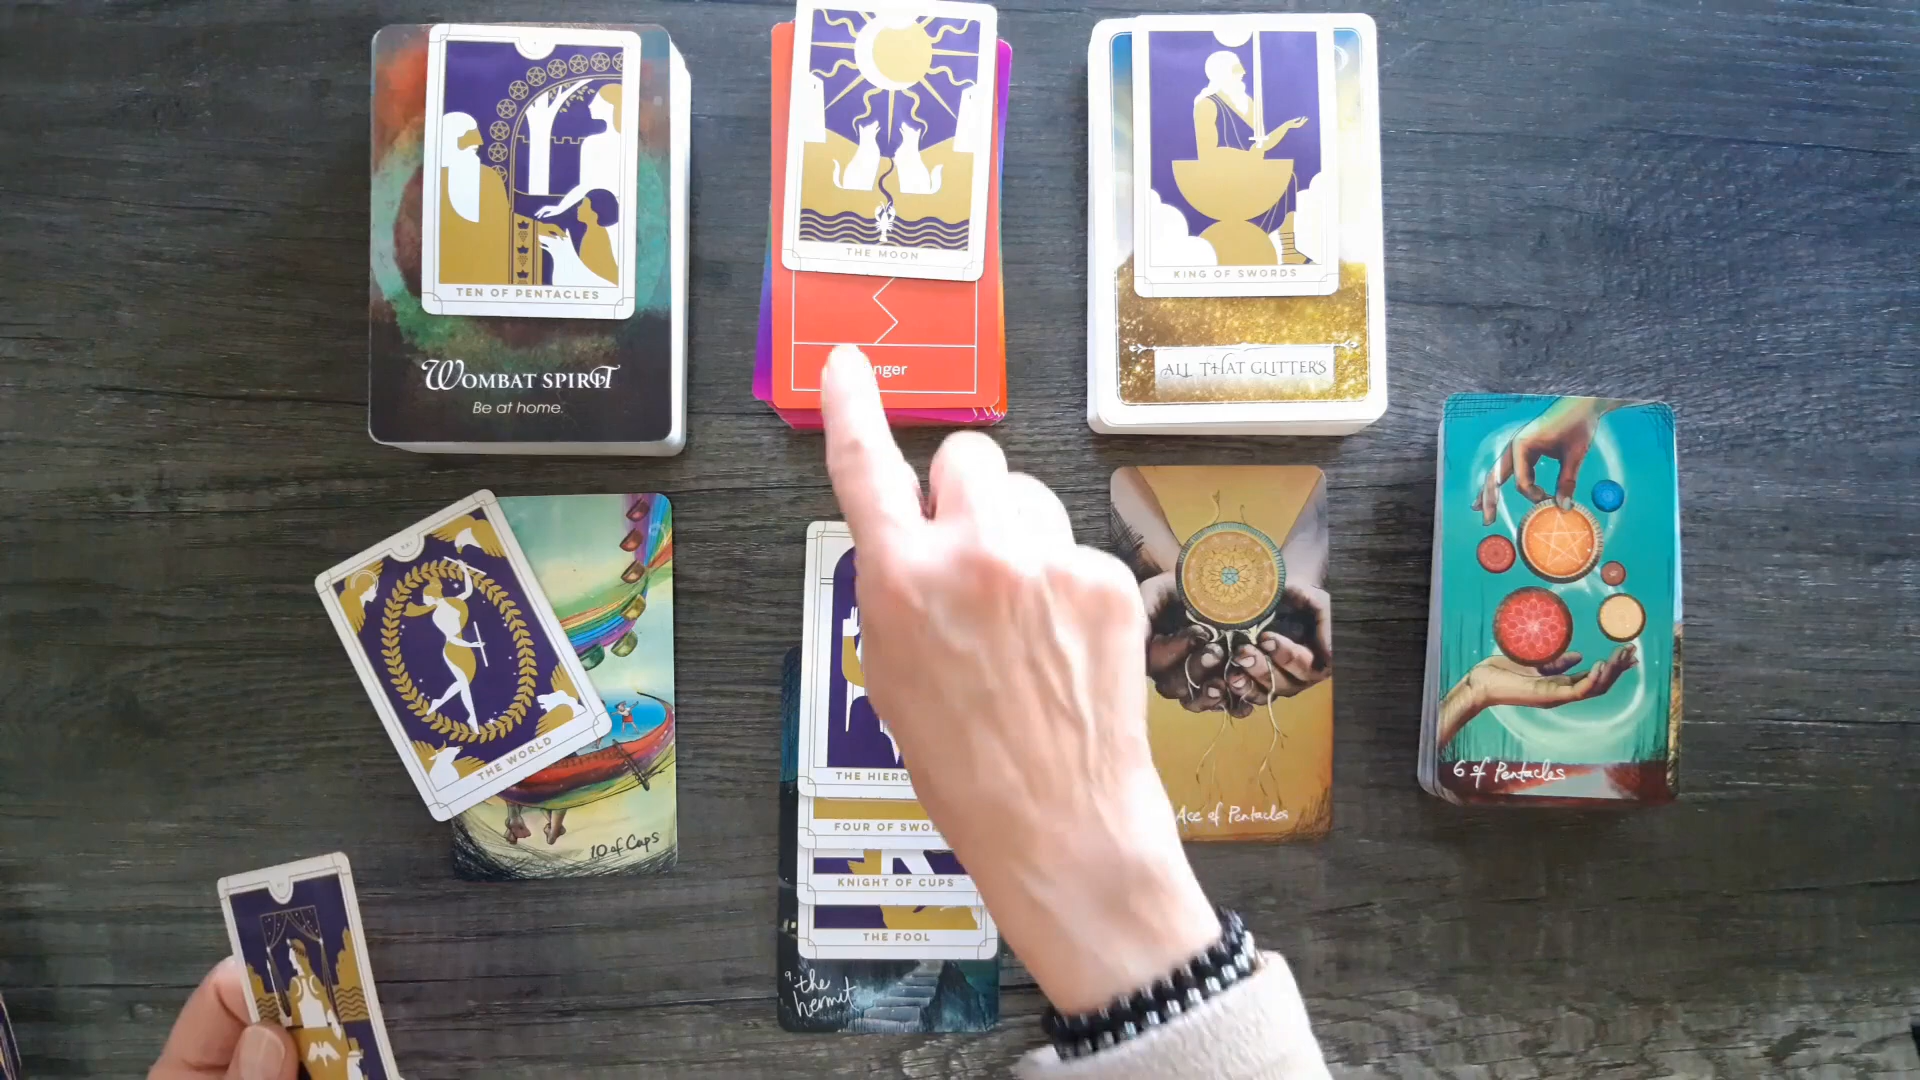 TEN OF PENTACLES
WOMBAT SPIRIT
Be at home.
THE MOON
nger
KING OF SWORDS
ALL THAT GLITTERS
THE WORLD
10 of Cups
THE HIERO
FOUR OF SWO
KNIGHT OF CUPS
THE FOOL
9.
the
hermit
Ace of Pentacles
6 of Pentacles